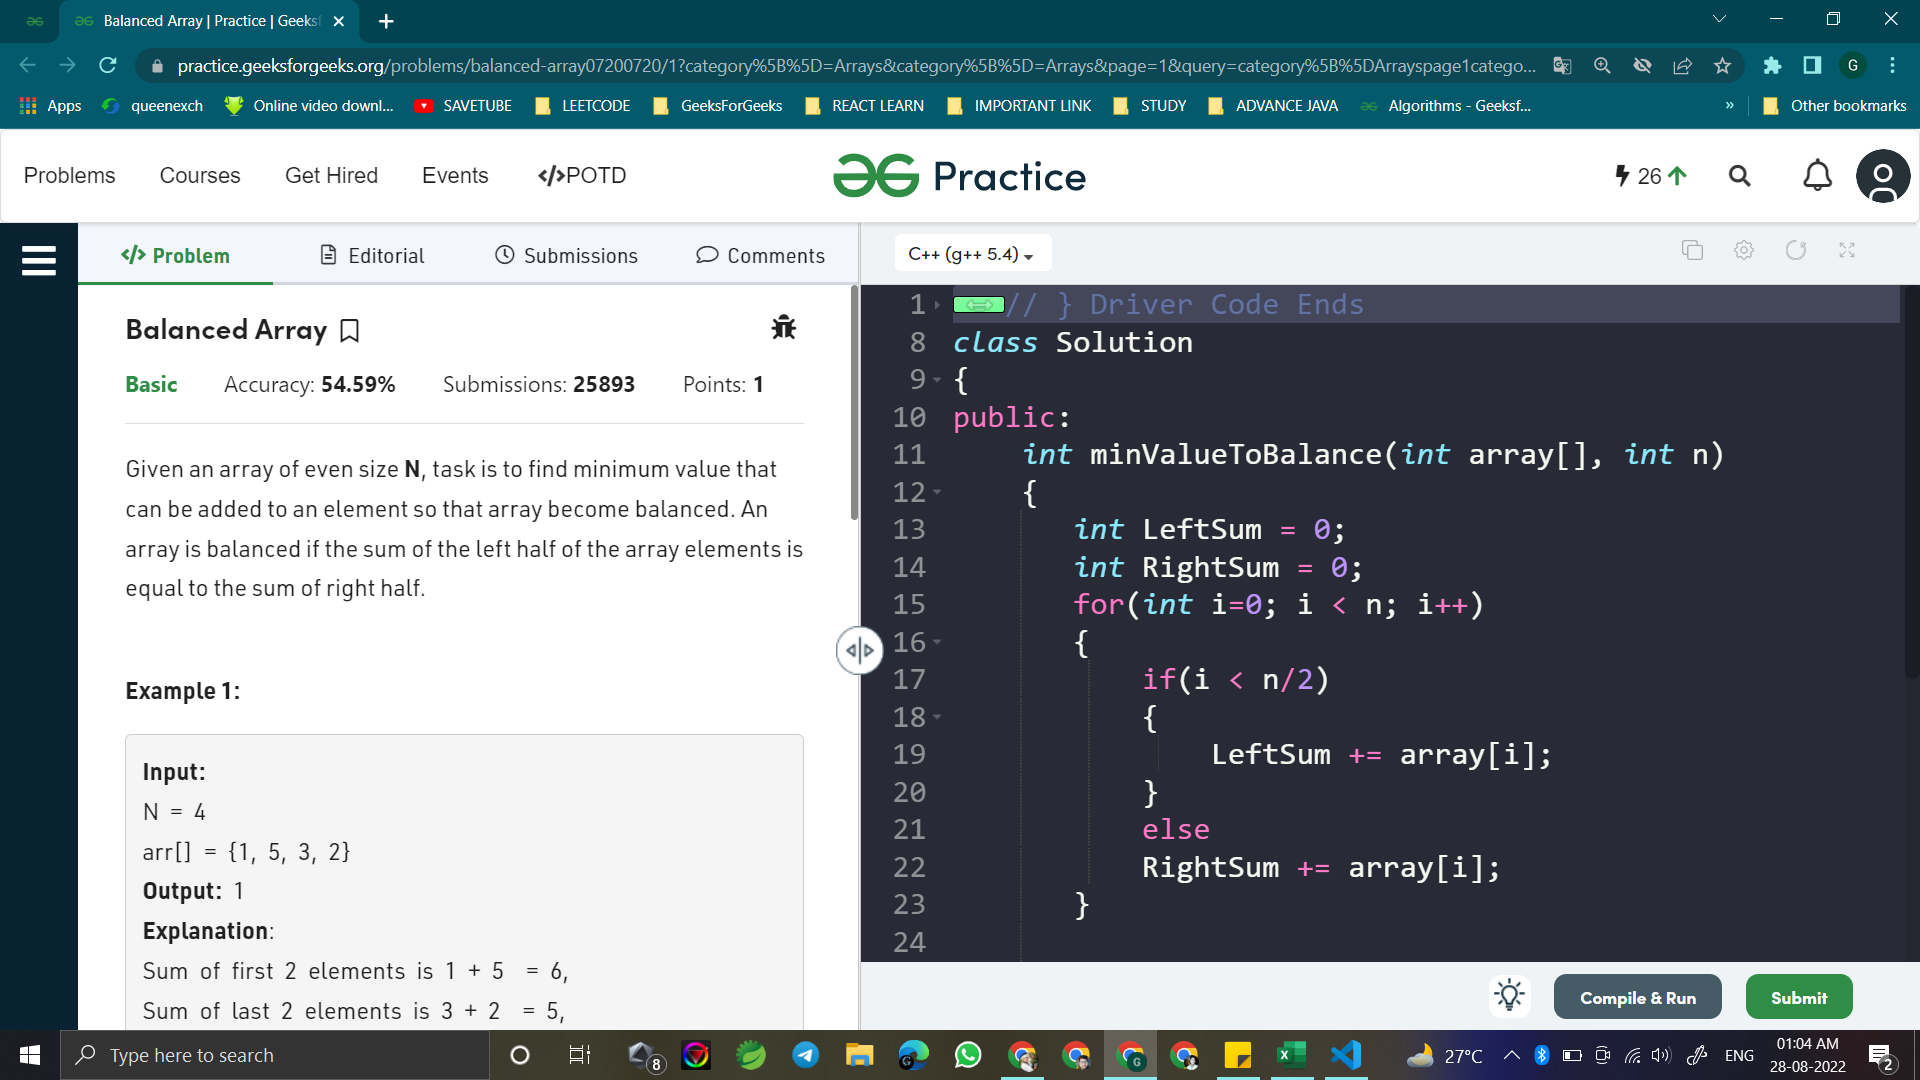 Balanced Array | Practice | Geeks
practice.geeksforgeeks.org/problems/balanced-array07200720/1?category%5B%5D=Arrays&category%5B%5D=Arrays&page=1&query=category%5B%5DArrayspage1catego...
G
Apps queenexch Online video downl... SAVETUBE LEETCODE GeeksForGeeks REACT LEARN IMPORTANT LINK STUDY ADVANCE JAVA Algorithms - Geeksf... » Other bookmarks
Problems Courses Get Hired Events </>POTD Practice 26
</> Problem Editorial Submissions Comments
Balanced Array
Basic Accuracy: 54.59% Submissions: 25893 Points: 1
Given an array of even size N, task is to find minimum value that
can be added to an element so that array become balanced. An
array is balanced if the sum of the left half of the array elements is
equal to the sum of right half.
Example 1:
Input:
N = 4
arr[] = {1, 5, 3, 2}
Output: 1
Explanation:
Sum of first 2 elements is 1 + 5 = 6,
Sum of last 2 elements is 3 + 2 = 5,
C++ (g++ 5.4)
1 // } Driver Code Ends
8 class Solution
9 {
10 public:
11 int minValueToBalance(int array[], int n)
12 {
13 int LeftSum = 0;
14 int RightSum = 0;
15 for(int i=0; i < n; i++)
16 {
17 if(i < n/2)
18 {
19 LeftSum += array[i];
20 }
21 else
22 RightSum += array[i];
23 }
24
Compile & Run Submit
Type here to search
8
G
27°C
ENG
01:04 AM
28-08-2022
2